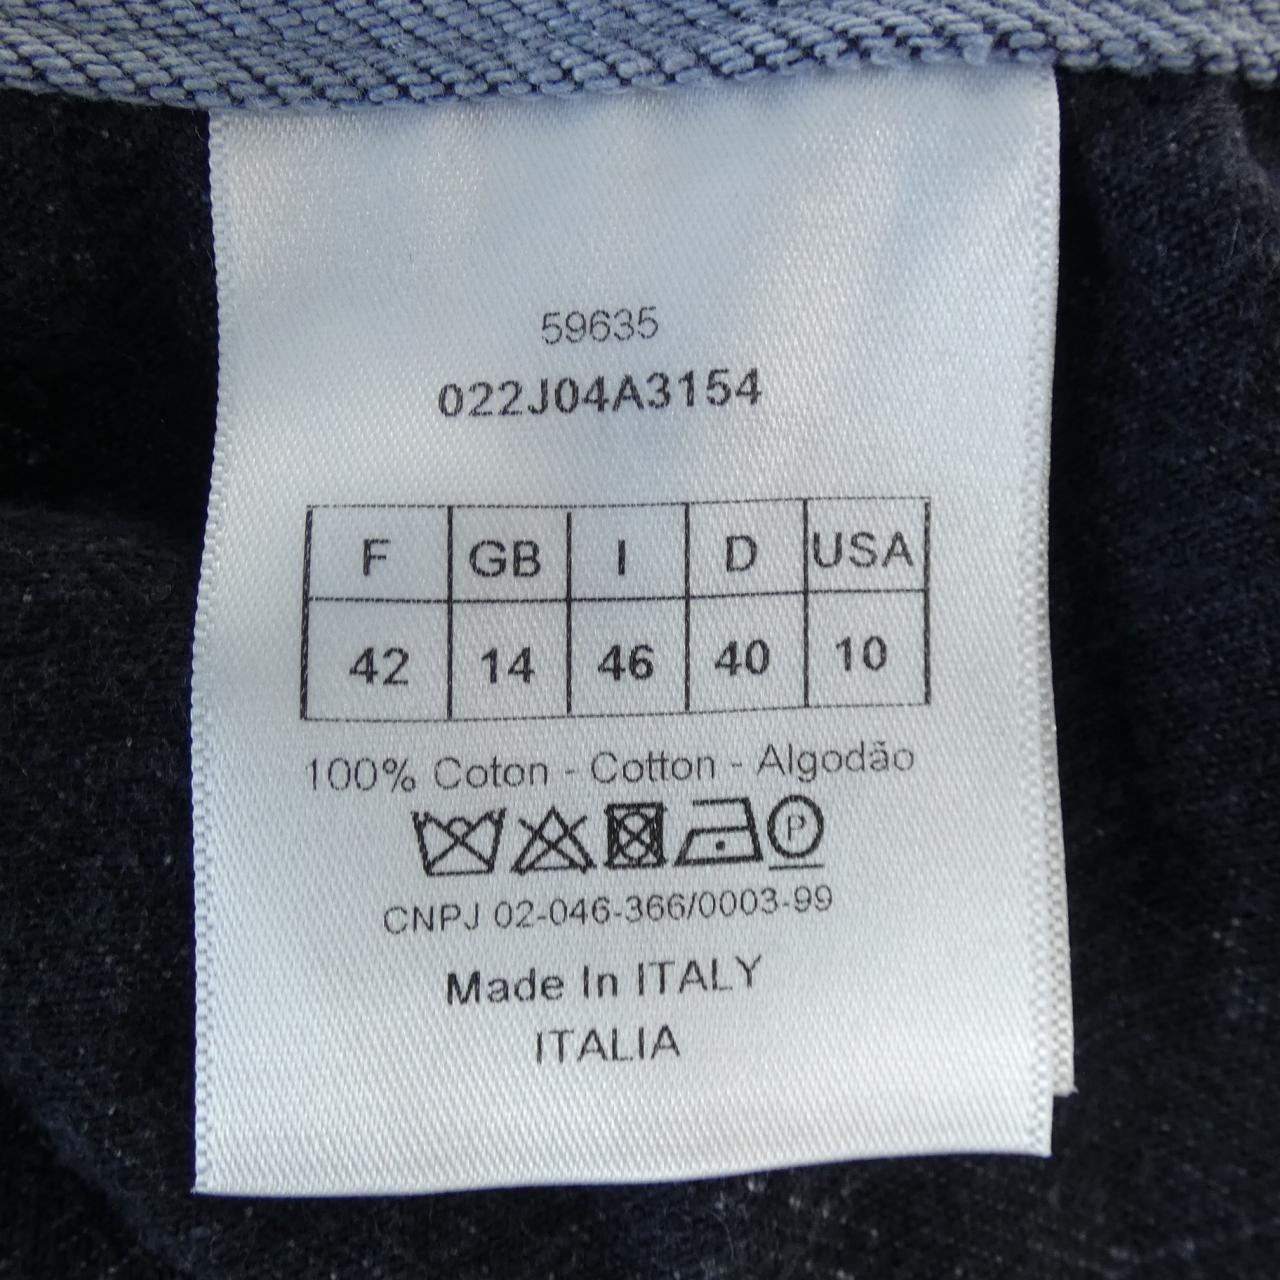 59635
022J04A3154
F GB I D USA
42 14 46 40 10
100% Coton - Cotton - Algodão
P
CNPJ 02-046-366/0003-99
Made In ITALY
ITALIA